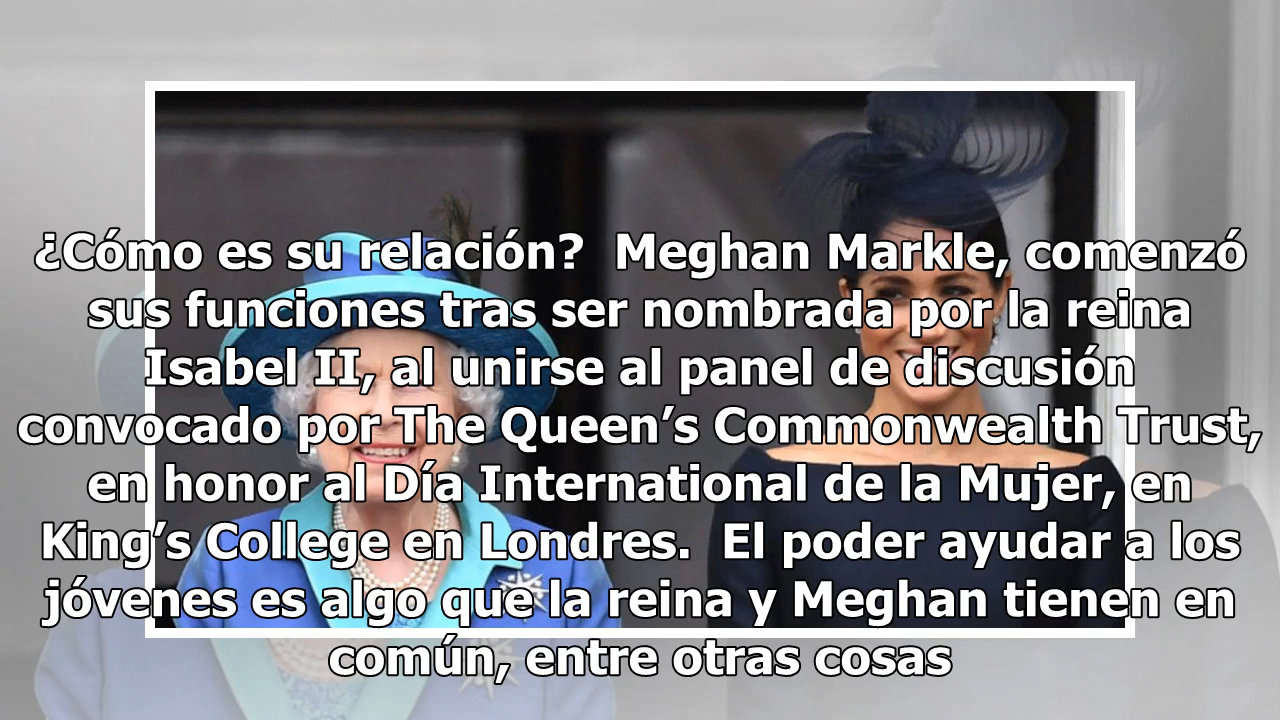 ¿Cómo es su relación?  Meghan Markle, comenzó
sus funciones tras ser nombrada por la reina
Isabel II, al unirse al panel de discusión
convocado por The Queen’s Commonwealth Trust,
en honor al Día International de la Mujer, en
King’s College en Londres.  El poder ayudar a los
jóvenes es algo que la reina y Meghan tienen en
común, entre otras cosas